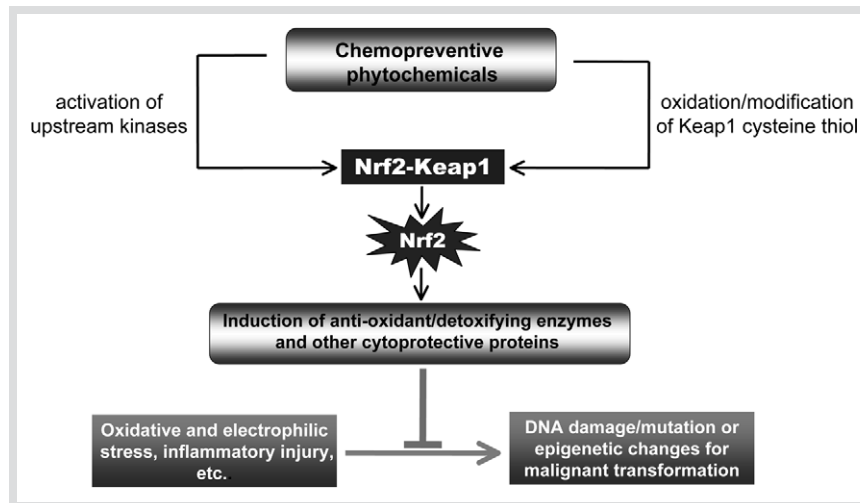 Chemopreventive
phytochemicals
activation of
upstream kinases
oxidation/modification
of Keap1 cysteine thiol
Nrf2-Keap1
Nrf2
Induction of anti-oxidant/detoxifying enzymes
and other cytoprotective proteins
Oxidative and electrophilic
stress, inflammatory injury,
etc..
DNA damage/mutation or
epigenetic changes for
malignant transformation